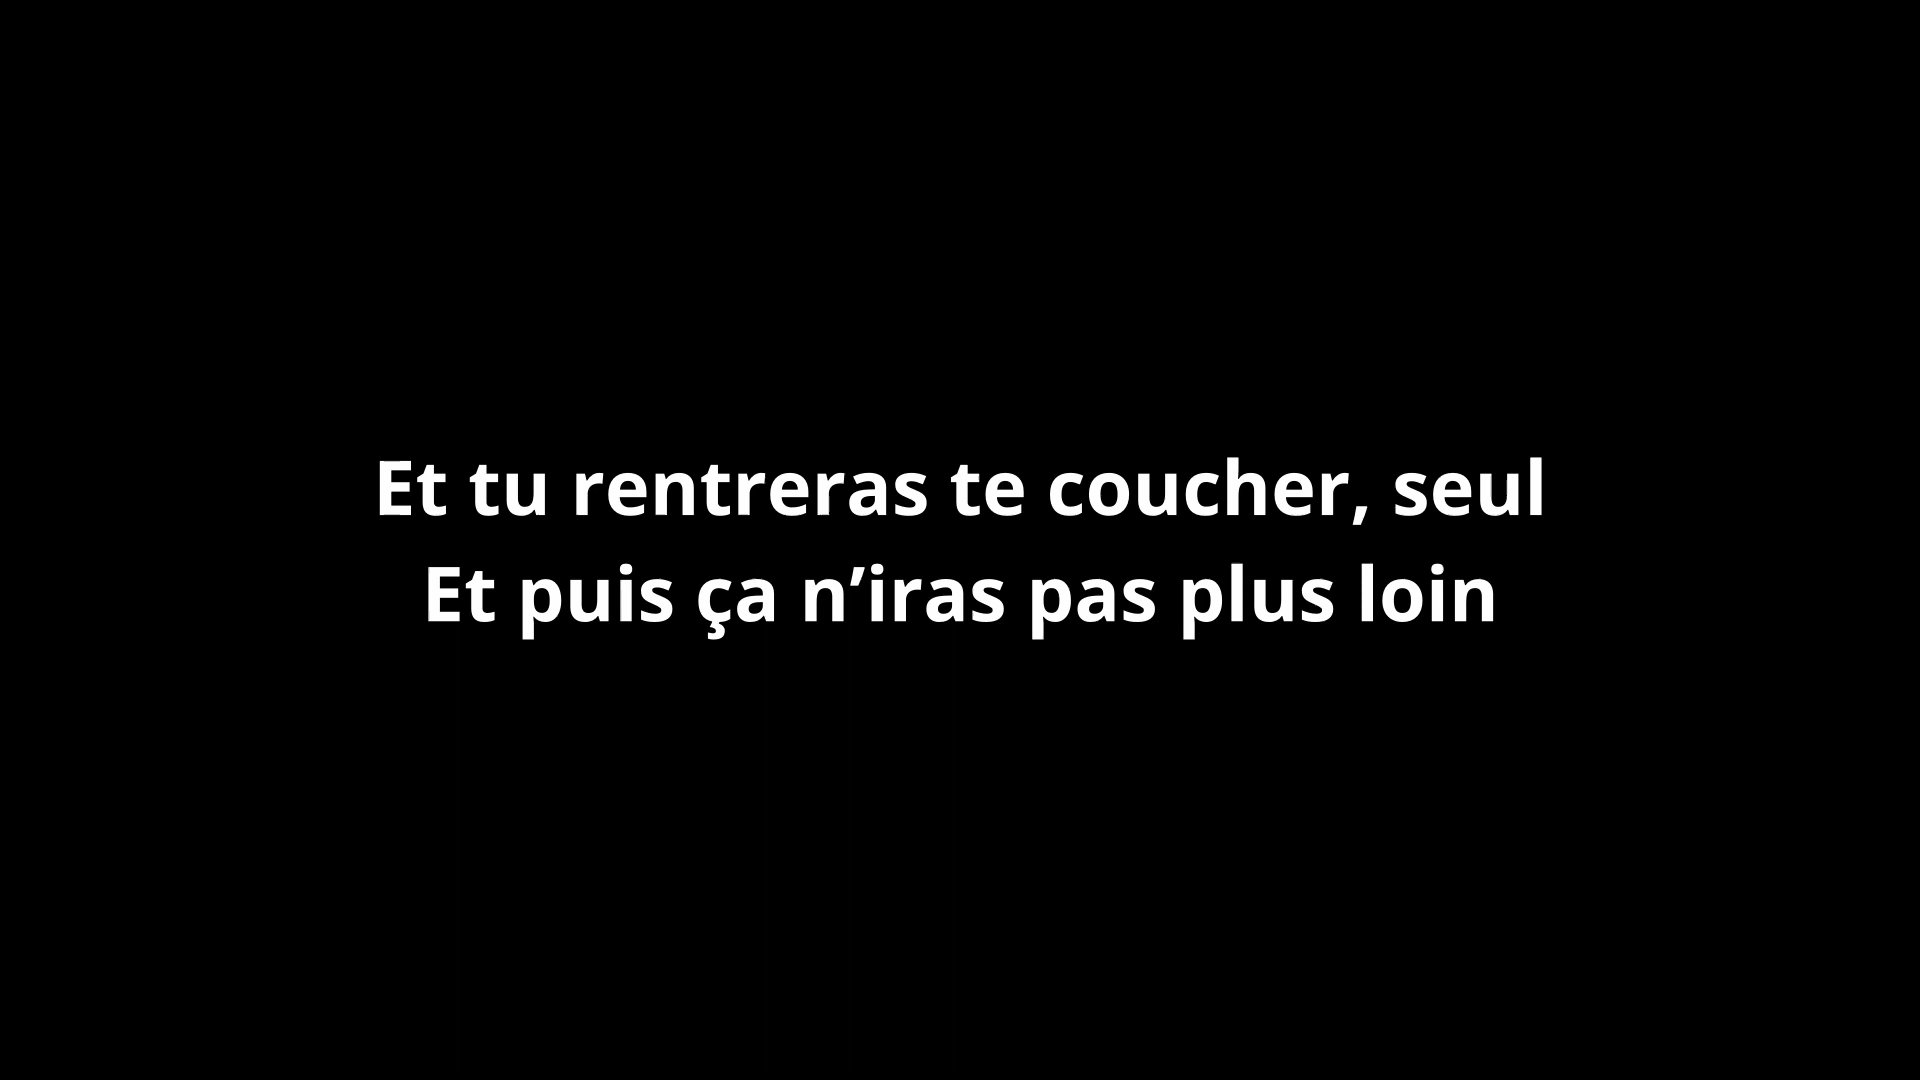 Et tu rentreras te coucher, seul
Et puis ça n’iras pas plus loin